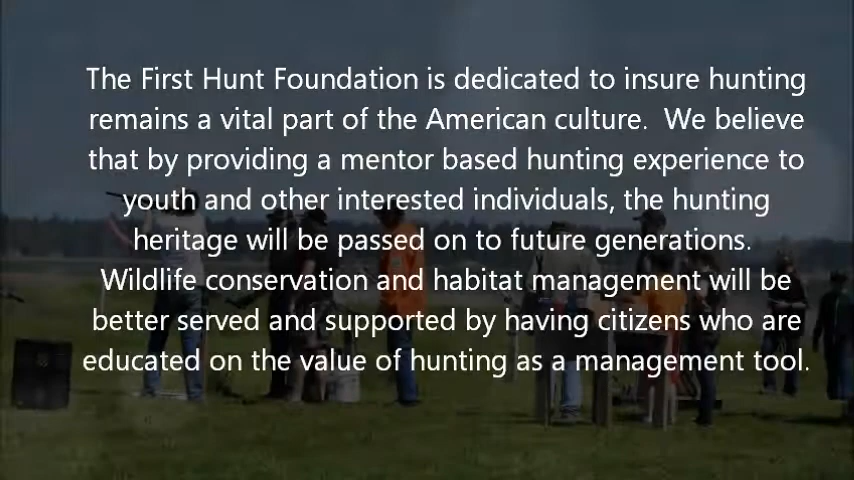 The First Hunt Foundation is dedicated to insure hunting
remains a vital part of the American culture.  We believe
that by providing a mentor based hunting experience to
youth and other interested individuals, the hunting
heritage will be passed on to future generations.
Wildlife conservation and habitat management will be
better served and supported by having citizens who are
educated on the value of hunting as a management tool.